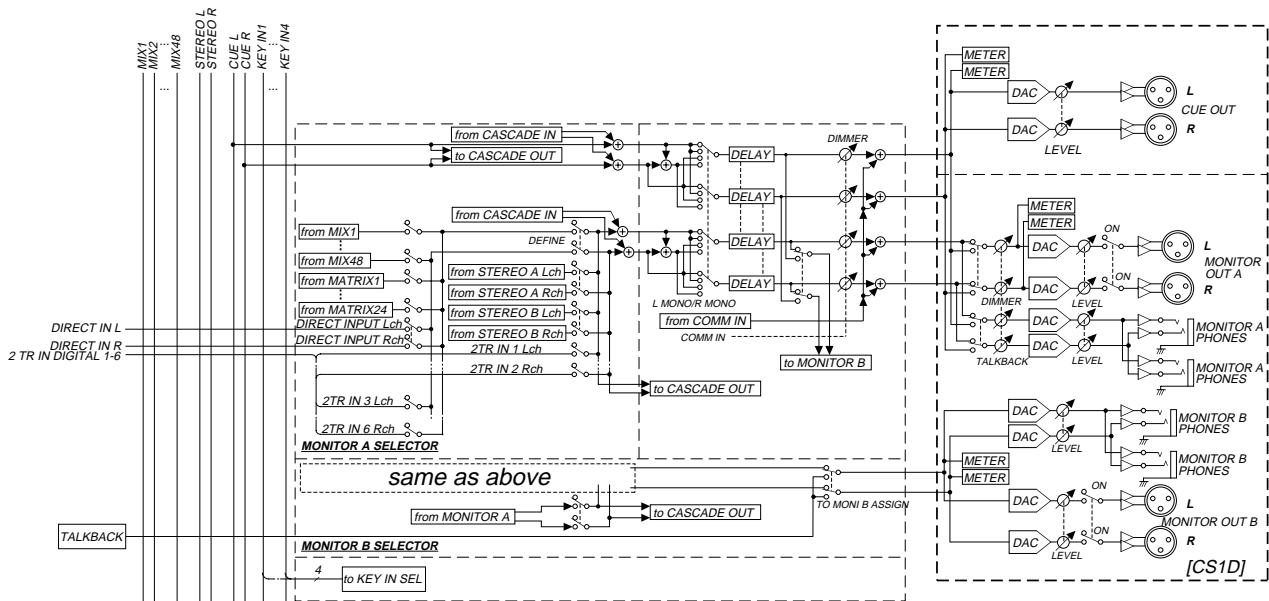 MIX1
MIX2
...
MIX48
STEREO L
STEREO R
CUE L
CUE R
KEY IN1
...
KEY IN4
...
...
from CASCADE IN
to CASCADE OUT
from CASCADE IN
DEFINE
from MIX1
from MIX48
from MATRIX1
from MATRIX24
DIRECT INPUT Lch
DIRECT INPUT Rch
DIRECT IN L
DIRECT IN R
2 TR IN DIGITAL 1-6
from STEREO A Lch
from STEREO A Rch
from STEREO B Lch
from STEREO B Rch
2TR IN 1 Lch
2TR IN 2 Rch
2TR IN 3 Lch
2TR IN 6 Rch
to CASCADE OUT
MONITOR A SELECTOR
DELAY
DELAY
DELAY
DELAY
DIMMER
L MONO/R MONO
from COMM IN
COMM IN
to MONITOR B
same as above
from MONITOR A
to CASCADE OUT
TO MONI B ASSIGN
MONITOR B SELECTOR
TALKBACK
4
to KEY IN SEL
METER
METER
DAC
DAC
LEVEL
L
CUE OUT
R
METER
METER
DAC
DAC
ON
ON
DIMMER
LEVEL
L
MONITOR
OUT A
R
DAC
DAC
TALKBACK
LEVEL
MONITOR A
PHONES
MONITOR A
PHONES
DAC
DAC
LEVEL
MONITOR B
PHONES
MONITOR B
PHONES
METER
METER
DAC
DAC
ON
ON
LEVEL
L
MONITOR OUT B
R
[CS1D]